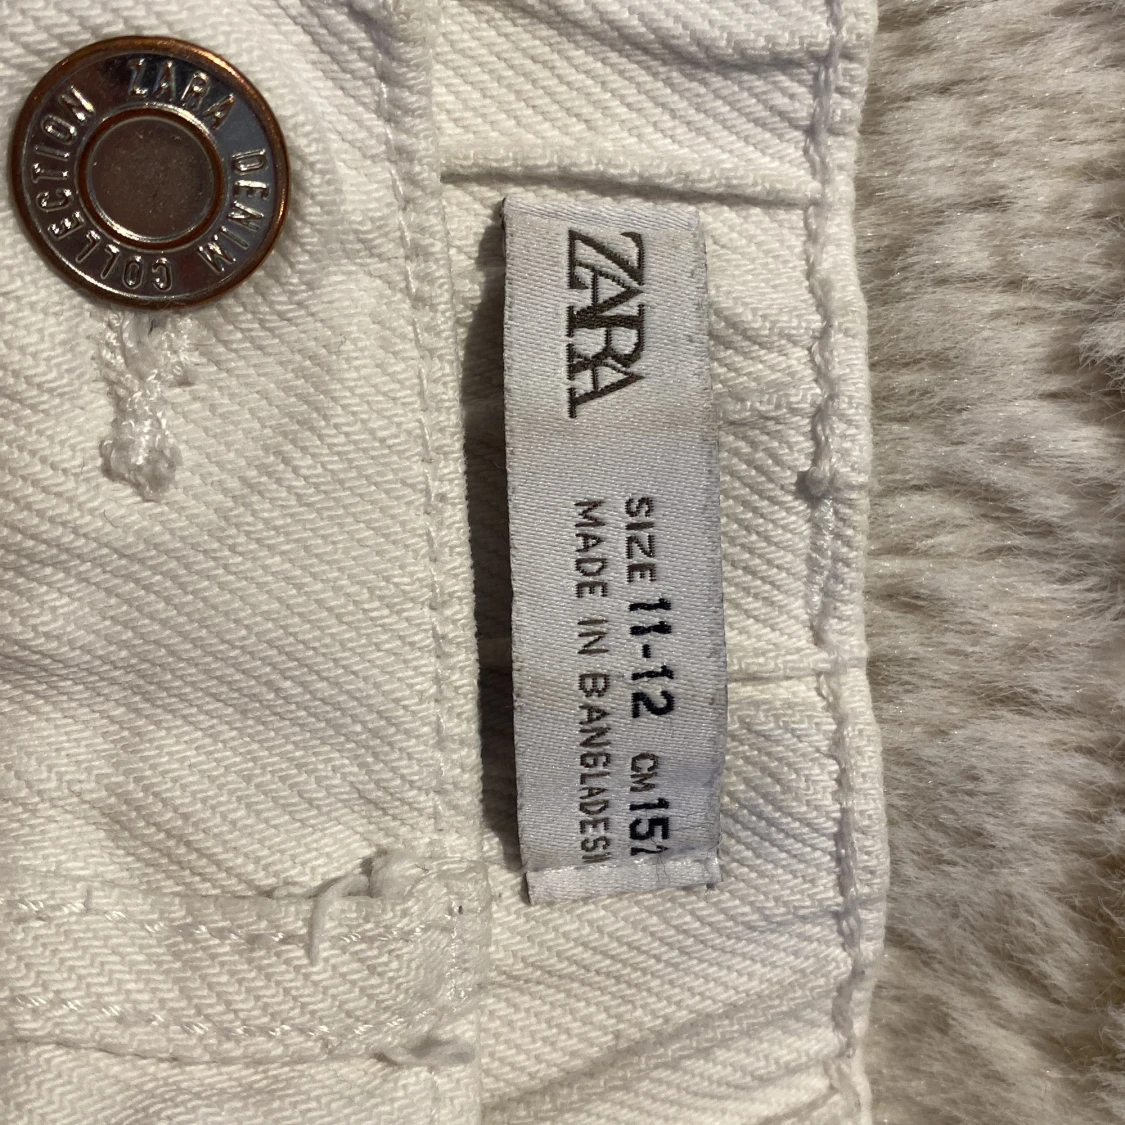 ZARA DENIM COLLECTION
ZARA
SIZE 11-12 CM 15
MADE IN BANGLADESH